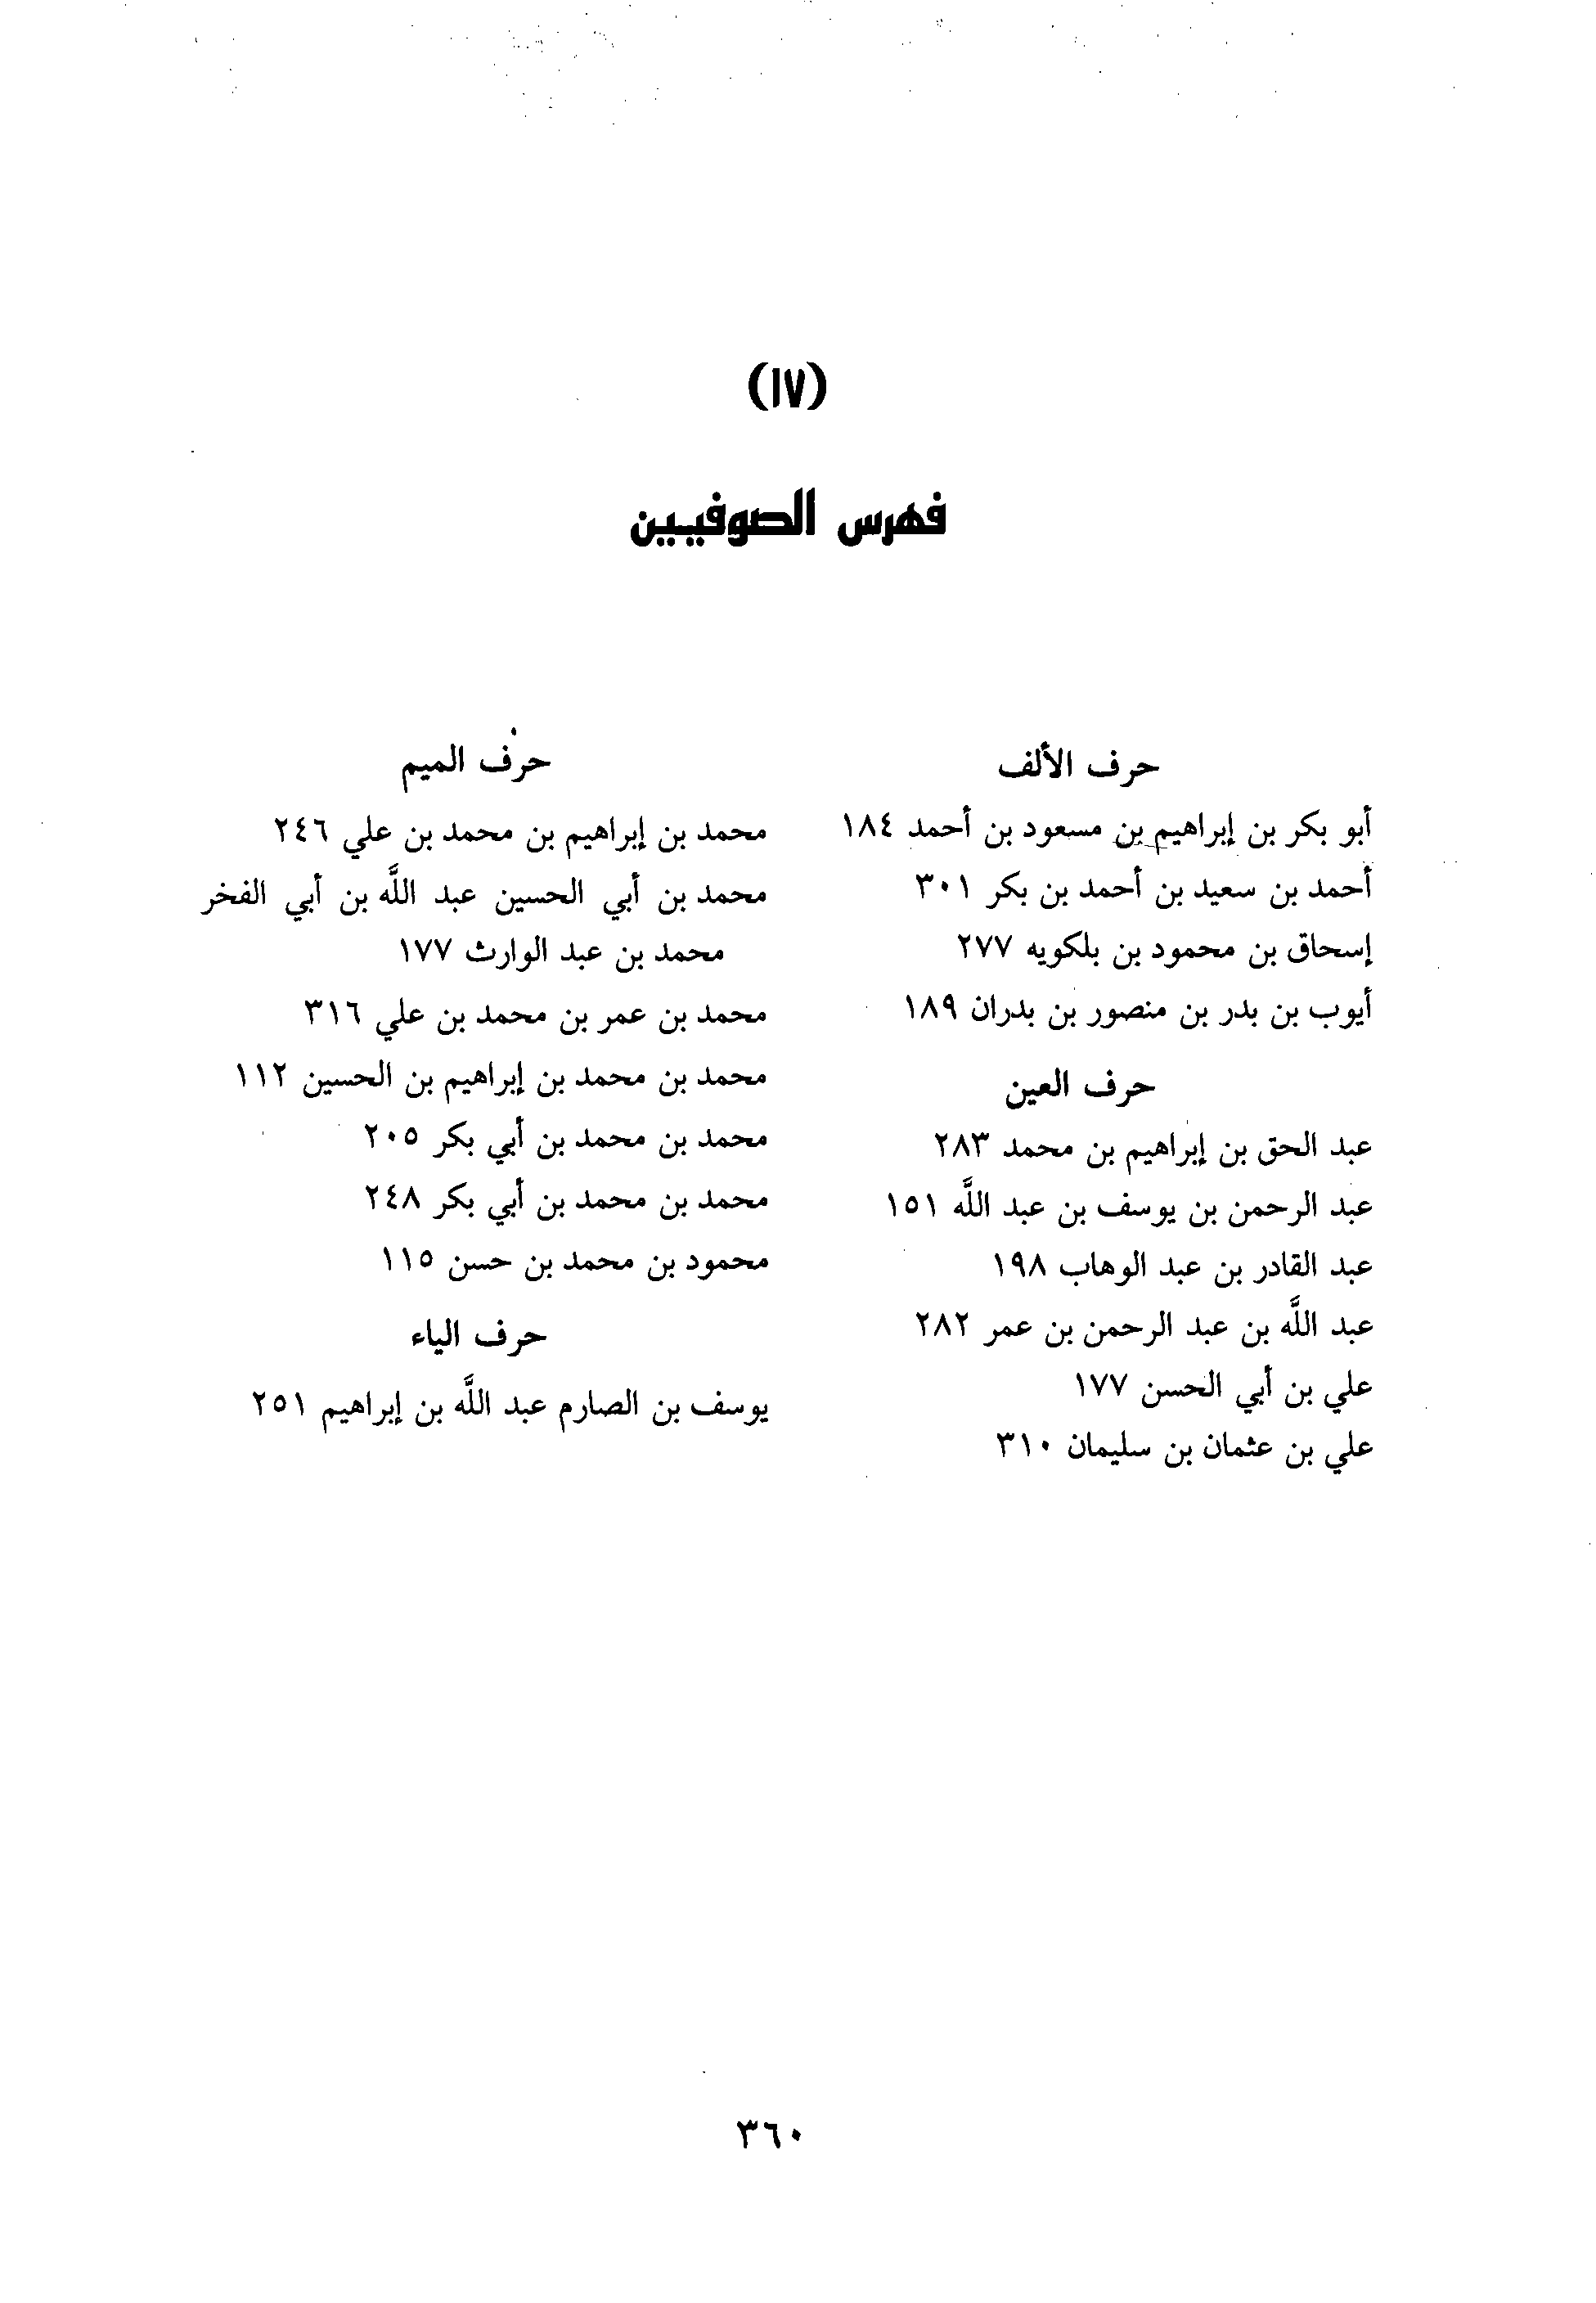 (١٧)
فهرس الصوفيين
حرف الألف
أبو بكر بن إبراهيم بن مسعود بن أحمد ١٨٤
أحمد بن سعيد بن أحمد بن بكر ٣٠١
إسحاق بن محمود بن بلكويه ٢٧٧
أيوب بن بدر بن منصور بن بدران ١٨٩
حرف العين
عبد الحق بن إبراهيم بن محمد ٢٨٣
عبد الرحمن بن يوسف بن عبد اللَّه ١٥١
عبد القادر بن عبد الوهاب ١٩٨
عبد اللَّه بن عبد الرحمن بن عمر ٢٨٢
علي بن أبي الحسن ١٧٧
علي بن عثمان بن سليمان ٣١٠
حرف الميم
محمد بن إبراهيم بن محمد بن علي ٢٤٦
محمد بن أبي الحسين عبد اللَّه بن أبي الفخر
محمد بن عبد الوارث ١٧٧
محمد بن عمر بن محمد بن علي ٣١٦
محمد بن محمد بن إبراهيم بن الحسين ١١٢
محمد بن محمد بن أبي بكر ٢٠٥
محمد بن محمد بن أبي بكر ٢٤٨
محمود بن محمد بن حسن ١١٥
حرف الياء
يوسف بن الصارم عبد اللَّه بن إبراهيم ٢٥١
٣٦٠